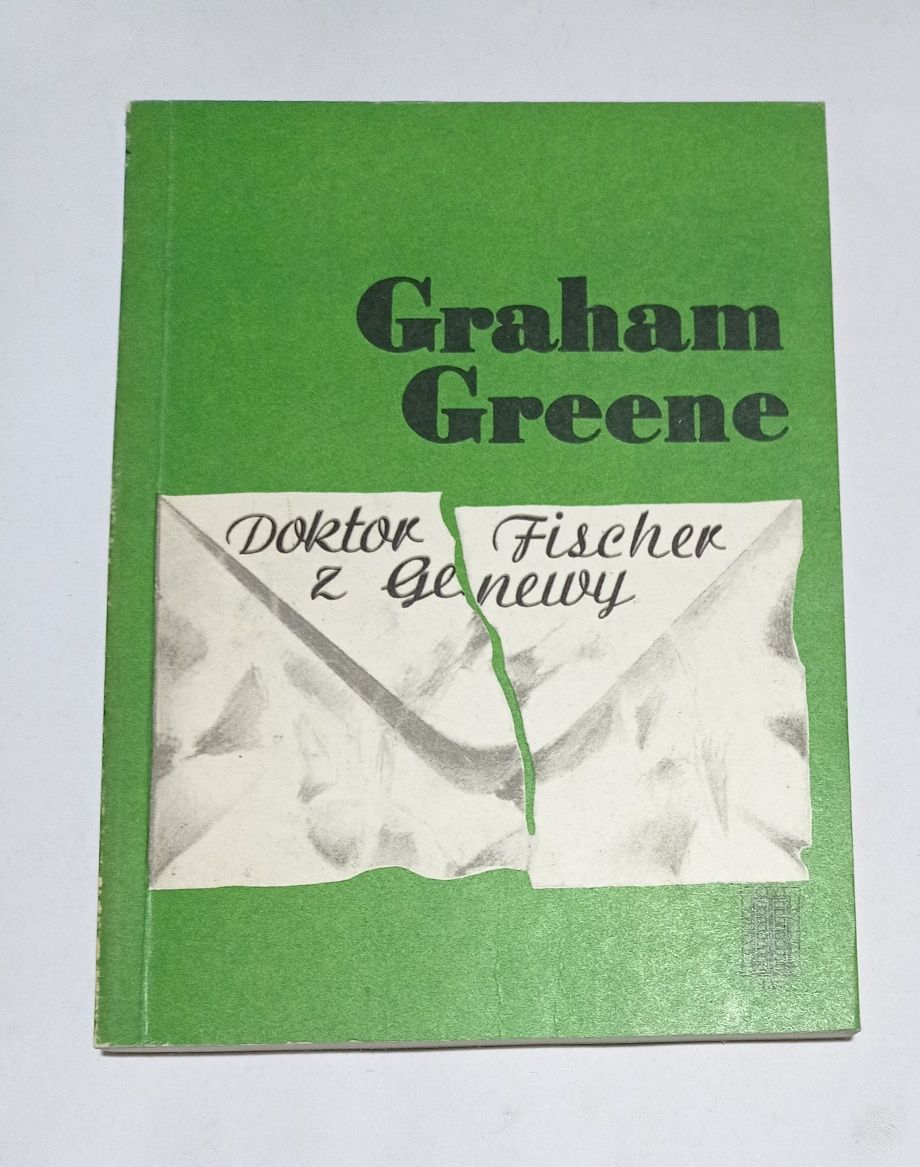 Graham
Greene
Doktor Fischer
z Genewy